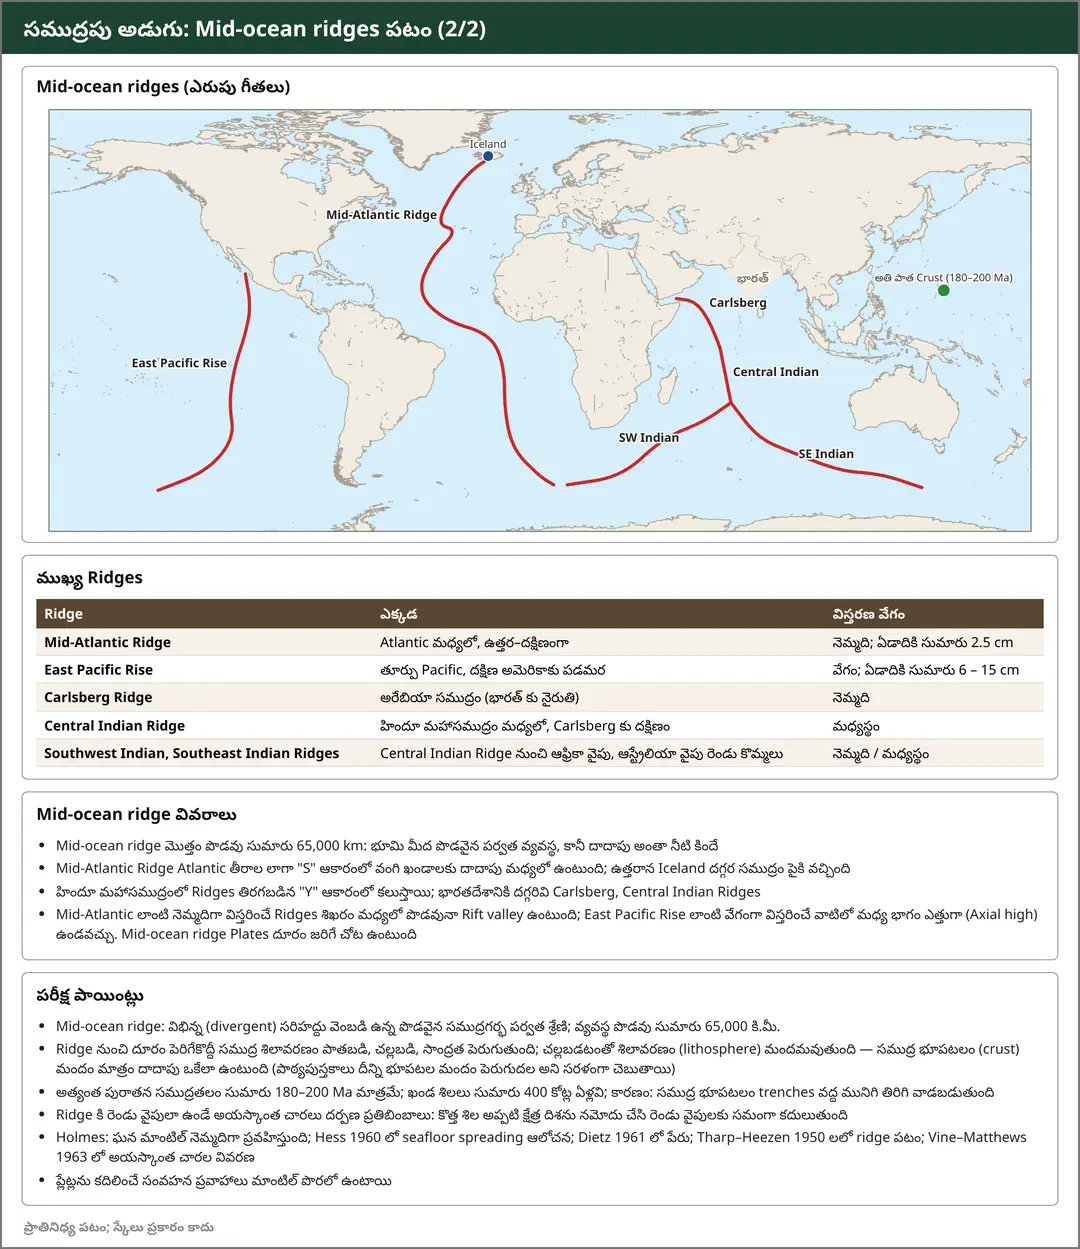 సముద్రపు అడుగు: Mid-ocean ridges పటం (2/2)
Mid-ocean ridges (ఎరుపు గీతలు)
Iceland
Mid-Atlantic Ridge
భారత్
అతి పాత Crust (180–200 Ma)
Carlsberg
East Pacific Rise
Central Indian
SW Indian
SE Indian
ముఖ్య Ridges
Ridge ఎక్కడ విస్తరణ వేగం
Mid-Atlantic Ridge Atlantic మధ్యలో, ఉత్తర–దక్షిణంగా నెమ్మది; ఏడాదికి సుమారు 2.5 cm
East Pacific Rise తూర్పు Pacific, దక్షిణ అమెరికాకు పడమర వేగం; ఏడాదికి సుమారు 6 – 15 cm
Carlsberg Ridge అరేబియా సముద్రం (భారత్ కు నైరుతి) నెమ్మది
Central Indian Ridge హిందూ మహాసముద్రం మధ్యలో, Carlsberg కు దక్షిణం మధ్యస్థం
Southwest Indian, Southeast Indian Ridges Central Indian Ridge నుంచి ఆఫ్రికా వైపు, ఆస్ట్రేలియా వైపు రెండు కొమ్మలు నెమ్మది / మధ్యస్థం
Mid-ocean ridge వివరాలు
• Mid-ocean ridge మొత్తం పొడవు సుమారు 65,000 km: భూమి మీద పొడవైన పర్వత వ్యవస్థ, కానీ దాదాపు అంతా నీటి కిందే
• Mid-Atlantic Ridge Atlantic తీరాల లాగా "S" ఆకారంలో వంగి ఖండాలకు దాదాపు మధ్యలో ఉంటుంది; ఉత్తరాన Iceland దగ్గర సముద్రం పైకి వచ్చింది
• హిందూ మహాసముద్రంలో Ridges తిరగబడిన "Y" ఆకారంలో కలుస్తాయి; భారతదేశానికి దగ్గరివి Carlsberg, Central Indian Ridges
• Mid-Atlantic లాంటి నెమ్మదిగా విస్తరించే Ridges శిఖరం మధ్యలో పొడవునా Rift valley ఉంటుంది; East Pacific Rise లాంటి వేగంగా విస్తరించే వాటిలో మధ్య భాగం ఎత్తుగా (Axial high)
ఉండవచ్చు. Mid-ocean ridge Plates దూరం జరిగే చోట ఉంటుంది
పరీక్ష పాయింట్లు
• Mid-ocean ridge: విభిన్న (divergent) సరిహద్దు వెంబడి ఉన్న పొడవైన సముద్రగర్భ పర్వత శ్రేణి; వ్యవస్థ పొడవు సుమారు 65,000 కి.మీ.
• Ridge నుంచి దూరం పెరిగేకొద్దీ సముద్ర శిలావరణం పాతబడి, చల్లబడి, సాంద్రత పెరుగుతుంది; చల్లబడటంతో శిలావరణం (lithosphere) మందమవుతుంది — సముద్ర భూపటలం (crust)
మందం మాత్రం దాదాపు ఒకేలా ఉంటుంది (పాఠ్యపుస్తకాలు దీన్ని భూపటల మందం పెరుగుదల అని సరళంగా చెబుతాయి)
• అత్యంత పురాతన సముద్రతలం సుమారు 180–200 Ma మాత్రమే; ఖండ శిలలు సుమారు 400 కోట్ల ఏళ్లవి; కారణం: సముద్ర భూపటలం trenches వద్ద మునిగి తిరిగి వాడబడుతుంది
• Ridge కి రెండు వైపులా ఉండే అయస్కాంత చారలు దర్పణ ప్రతిబింబాలు: కొత్త శిల అప్పటి క్షేత్ర దిశను నమోదు చేసి రెండు వైపులకు సమంగా కదులుతుంది
• Holmes: ఘన మాంటిల్ నెమ్మదిగా ప్రవహిస్తుంది; Hess 1960 లో seafloor spreading ఆలోచన; Dietz 1961 లో పేరు; Tharp–Heezen 1950 లలో ridge పటం; Vine–Matthews
1963 లో అయస్కాంత చారల వివరణ
• ప్లేట్లను కదిలించే సంవహన ప్రవాహాలు మాంటిల్ పొరలో ఉంటాయి
ప్రాతినిధ్య పటం; స్కేలు ప్రకారం కాదు